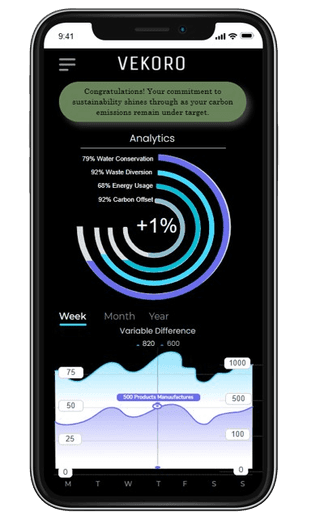 9:41
VEKORO
Congratulations! Your commitment to
sustainability shines through as your carbon
emissions remain under target.
Analytics
79% Water Conservation
92% Waste Diversion
68% Energy Usage
92% Carbon Offset
+1%
Week Month Year
Variable Difference
820 600
75 1000
500 Products Manufactures
50 500
25 100
0 0
M T W T F S S